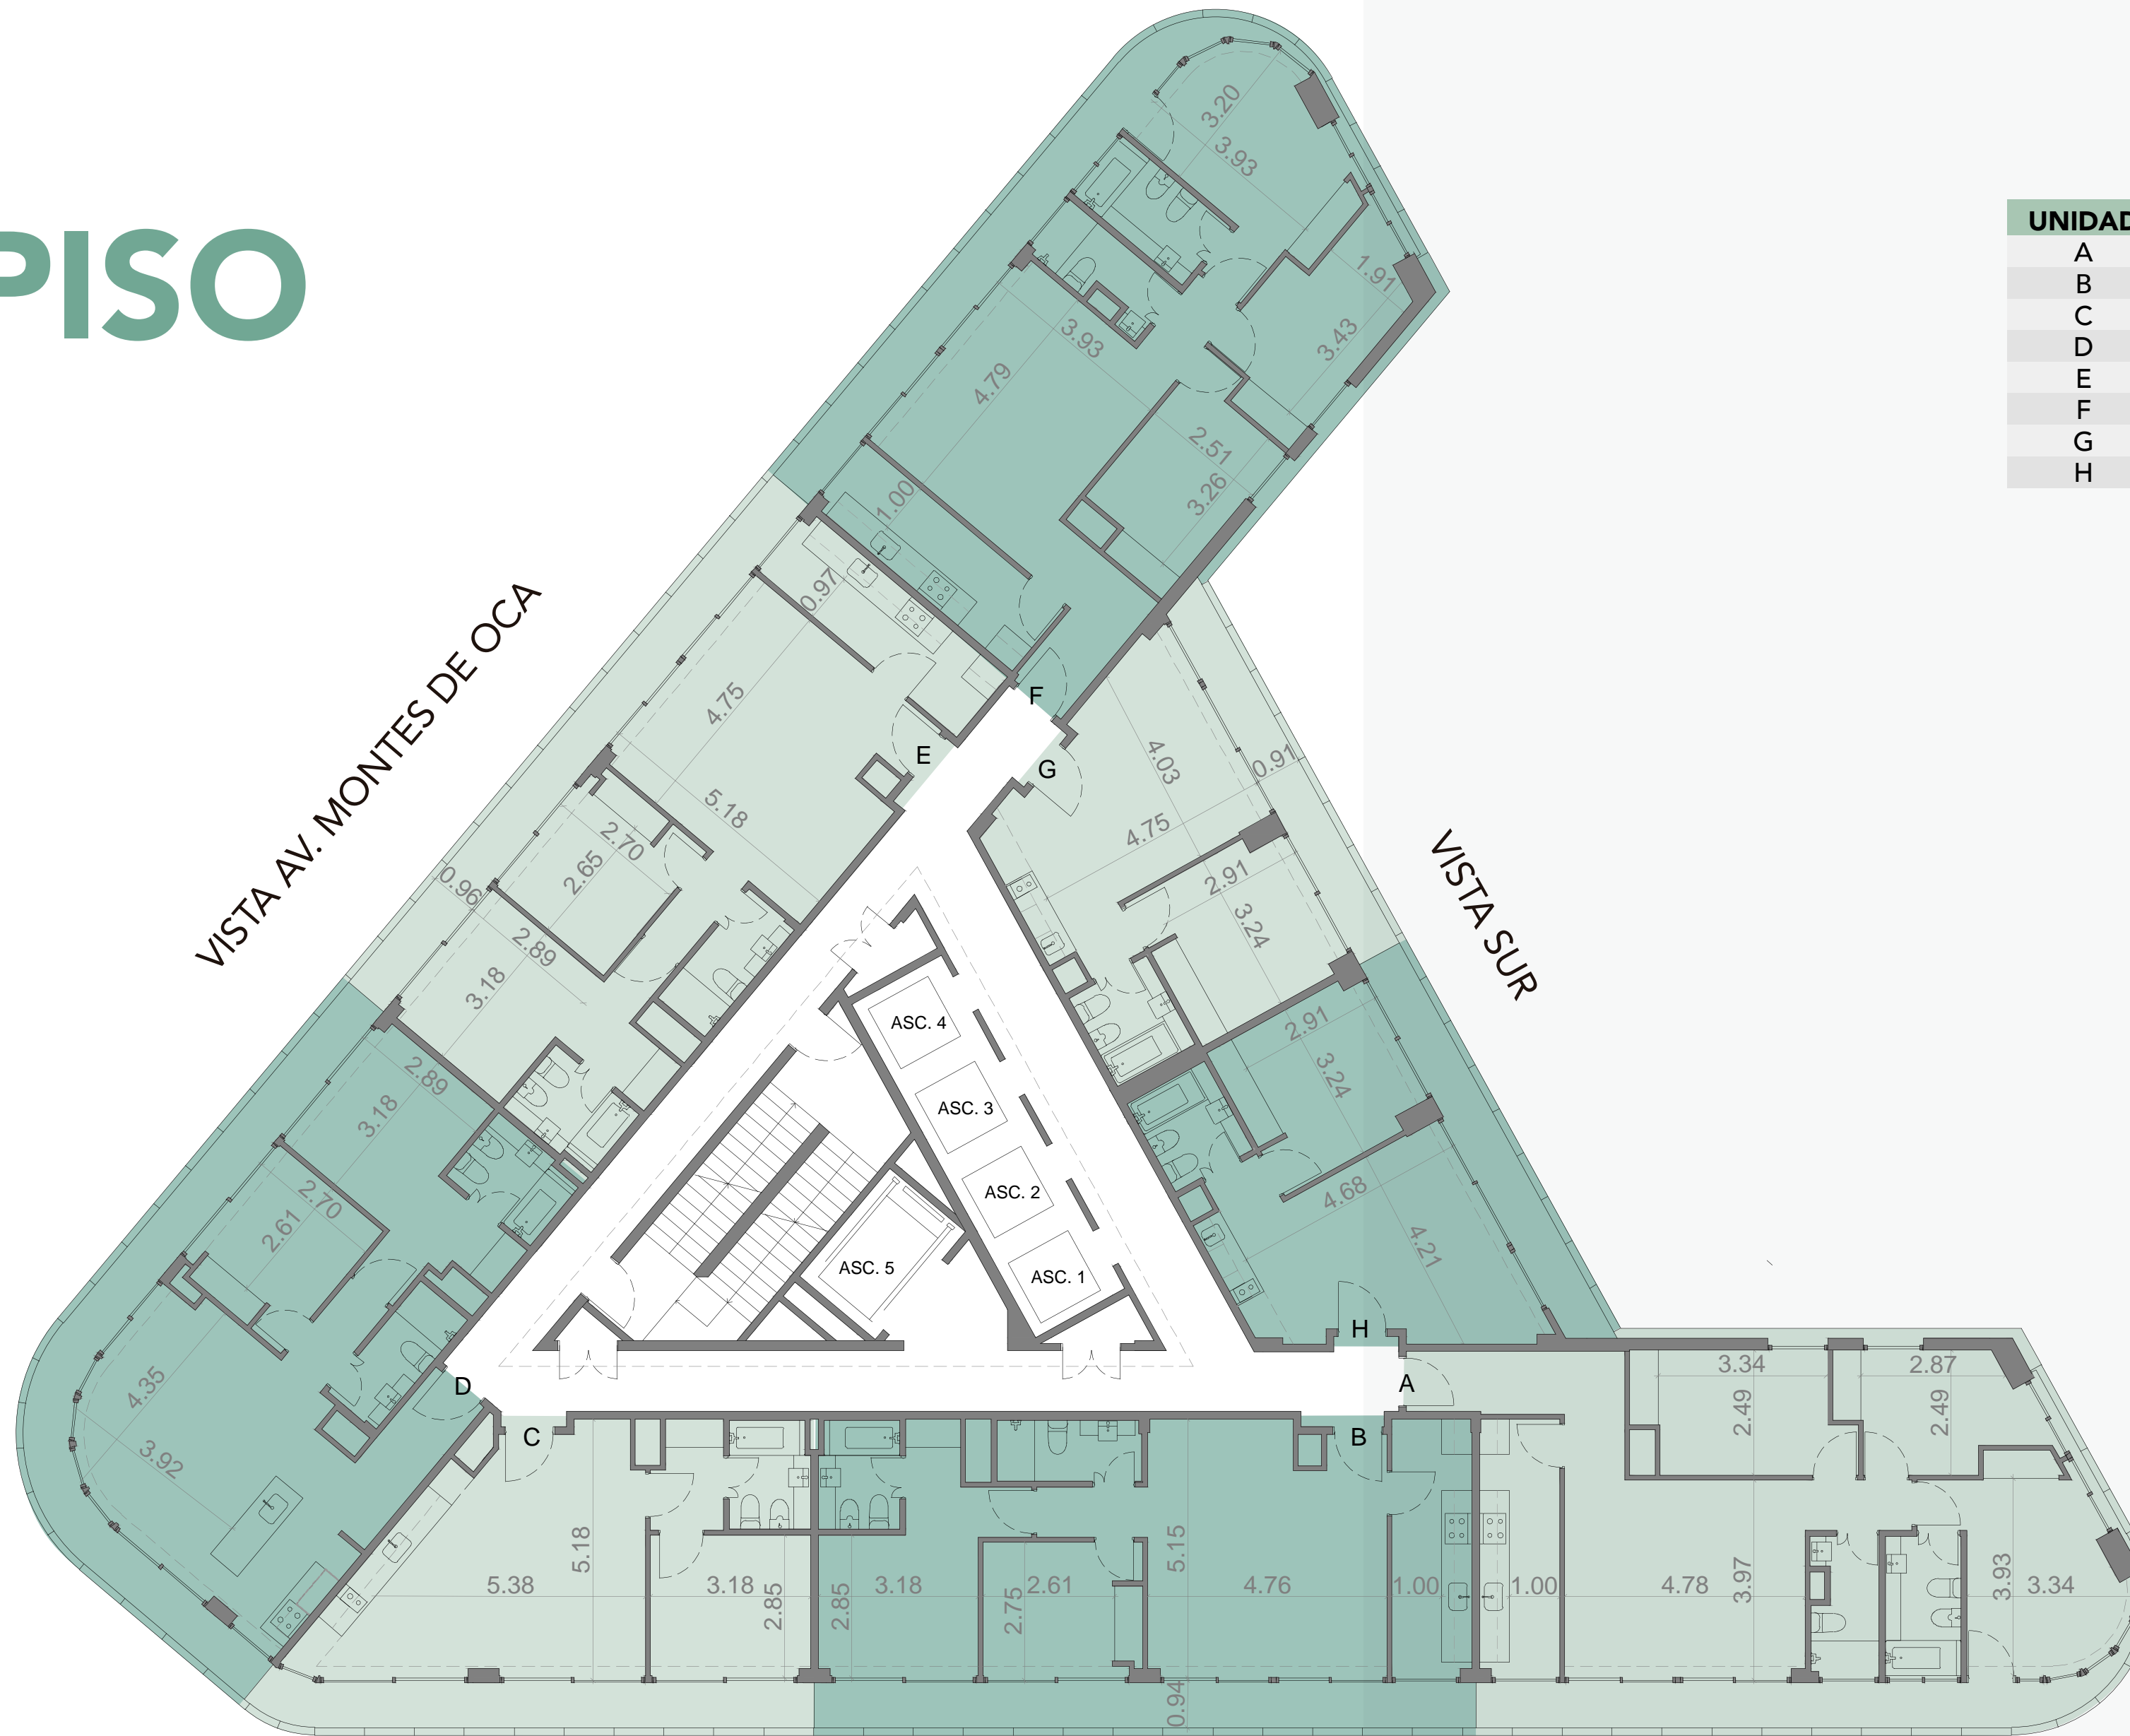 PISO
UNIDAD
A
B
C
D
E
F
G
H
VISTA AV. MONTES DE OCA
VISTA SUR
3.20
3.93
1.91
3.43
3.93
4.79
2.51
3.26
1.00
F
0.97
4.75
E
5.18
2.70
2.65
0.96
2.89
3.18
G
4.03
0.91
4.75
2.91
3.24
2.91
3.24
4.68
4.21
H
2.89
3.18
2.70
2.61
4.35
3.92
D
ASC. 4
ASC. 3
ASC. 2
ASC. 1
ASC. 5
C
5.18
5.38
3.18
2.85
2.85
3.18
2.61
2.75
5.15
4.76
1.00
0.94
B
A
3.34
2.49
2.87
2.49
1.00
4.78
3.97
3.93
3.34